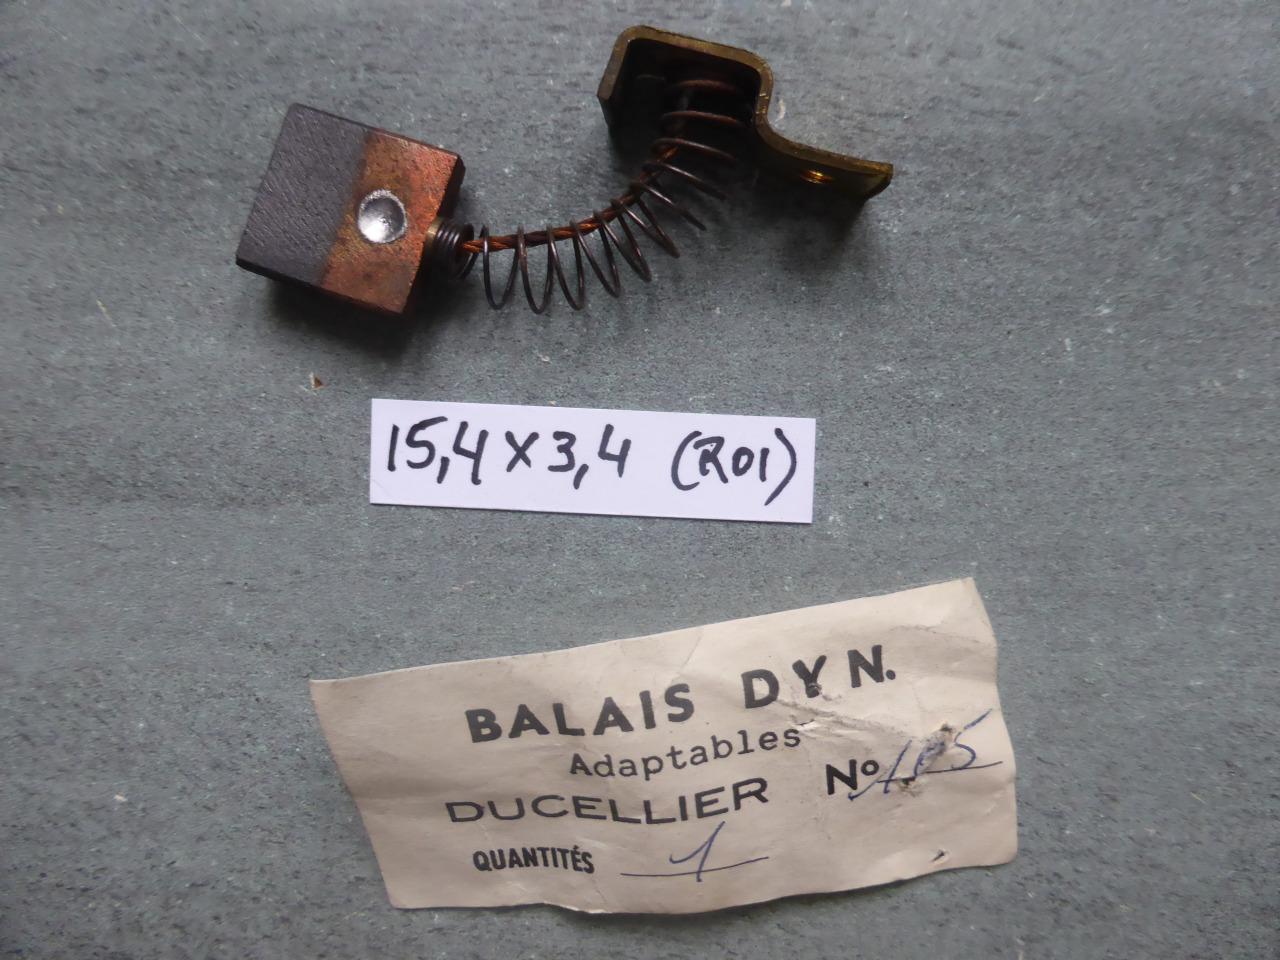 15,4 x 3,4 (R01)
BALAIS DYN.
Adaptables
DUCELLIER No 105
QUANTITÉS 1